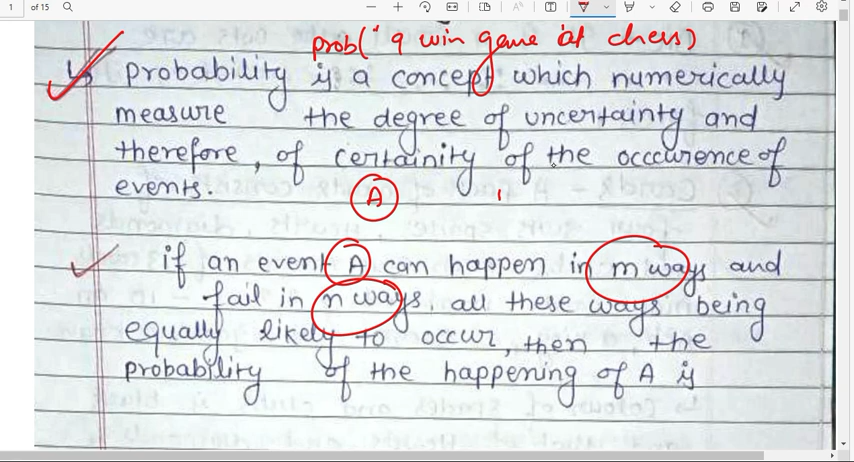 1 of 15
prob( 9 win game at chess)
Probability is a concept which numerically
measure the degree of uncertainty and
therefore, of certainity of the occcurence of
events.
A
if an event A can happen in m ways and
fail in n ways. all these ways being
equally likely to occur, then the
probability of the happening of A is